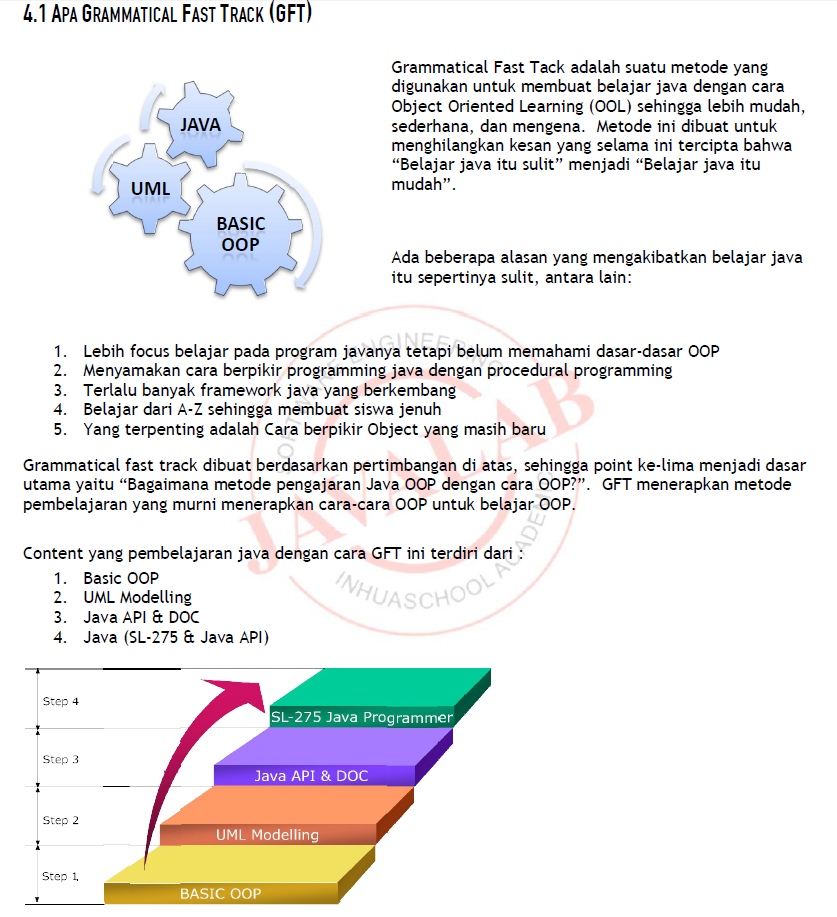 4.1 APA GRAMMATICAL FAST TRACK (GFT)
JAVA
UML
BASIC
OOP
Grammatical Fast Tack adalah suatu metode yang
digunakan untuk membuat belajar java dengan cara
Object Oriented Learning (OOL) sehingga lebih mudah,
sederhana, dan mengena. Metode ini dibuat untuk
menghilangkan kesan yang selama ini tercipta bahwa
“Belajar java itu sulit” menjadi “Belajar java itu
mudah”.
Ada beberapa alasan yang mengakibatkan belajar java
itu sepertinya sulit, antara lain:
1. Lebih focus belajar pada program javanya tetapi belum memahami dasar-dasar OOP
2. Menyamakan cara berpikir programming java dengan procedural programming
3. Terlalu banyak framework java yang berkembang
4. Belajar dari A-Z sehingga membuat siswa jenuh
5. Yang terpenting adalah Cara berpikir Object yang masih baru
Grammatical fast track dibuat berdasarkan pertimbangan di atas, sehingga point ke-lima menjadi dasar
utama yaitu “Bagaimana metode pengajaran Java OOP dengan cara OOP?”. GFT menerapkan metode
pembelajaran yang murni menerapkan cara-cara OOP untuk belajar OOP.
Content yang pembelajaran java dengan cara GFT ini terdiri dari :
1. Basic OOP
2. UML Modelling
3. Java API & DOC
4. Java (SL-275 & Java API)
JAVALAB
INHUASCHOOL ACADEMIC
Step 4
SL-275 Java Programmer
Step 3
Java API & DOC
Step 2
UML Modelling
Step 1.
BASIC OOP